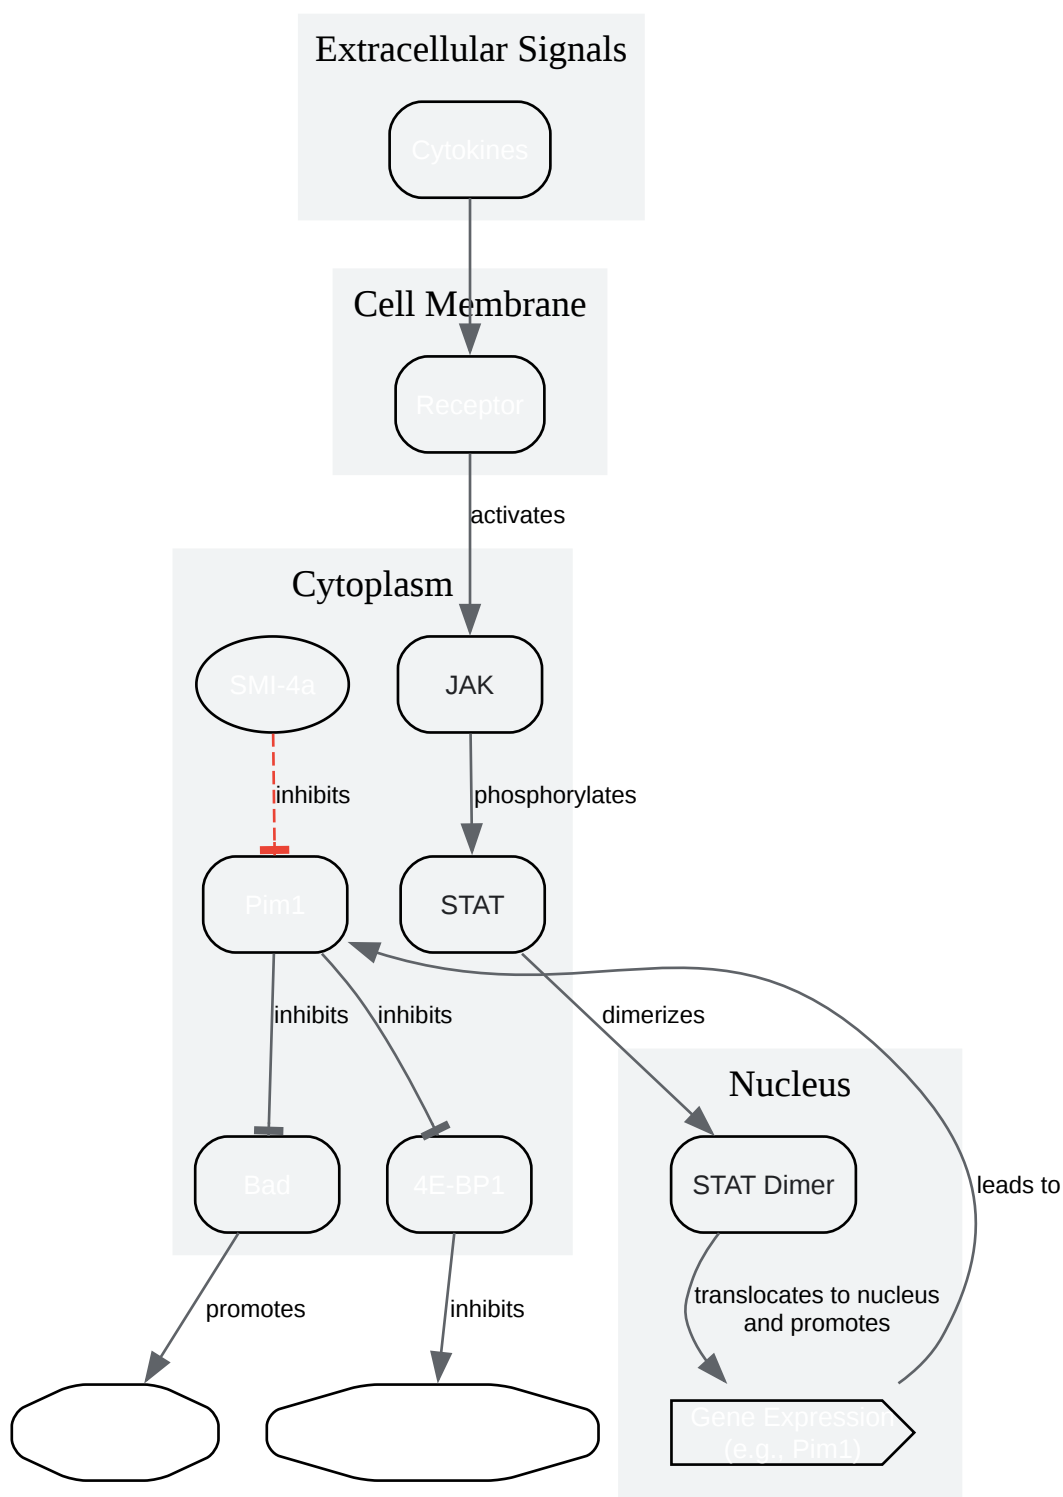 Extracellular Signals
Cytokines
Cell Membrane
Receptor
activates
Cytoplasm
SMI-4a
JAK
inhibits
phosphorylates
Pim1
STAT
inhibits
inhibits
dimerizes
Nucleus
Bad
4E-BP1
STAT Dimer
leads to
promotes
inhibits
translocates to nucleus
and promotes
Gene Expression
(e.g., Pim1)